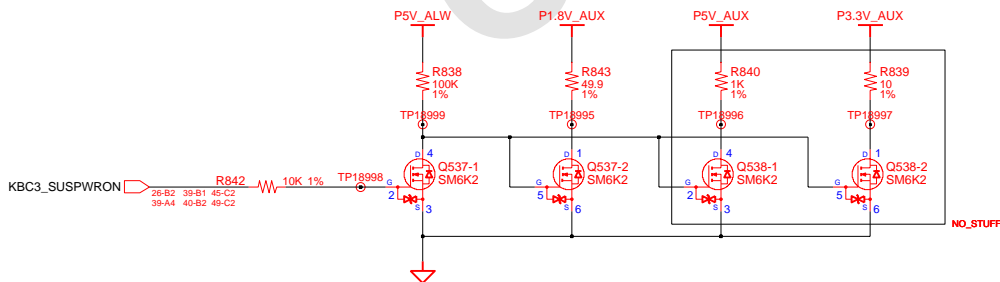 P5V_ALW
P1.8V_AUX
P5V_AUX
P3.3V_AUX
R838
100K
1%
R843
49.9
1%
R840
1K
1%
R839
10
1%
TP18999
TP18995
TP18996
TP18997
D 4
D 1
D 4
D 1
Q537-1
SM6K2
Q537-2
SM6K2
Q538-1
SM6K2
Q538-2
SM6K2
KBC3_SUSPWRON
R842
10K 1%
TP18998
26-B2 39-B1 45-C2
39-A4 40-B2 49-C2
G
2
S
3
G
5
S
6
G
2
S
3
G
5
S
6
NO_STUFF